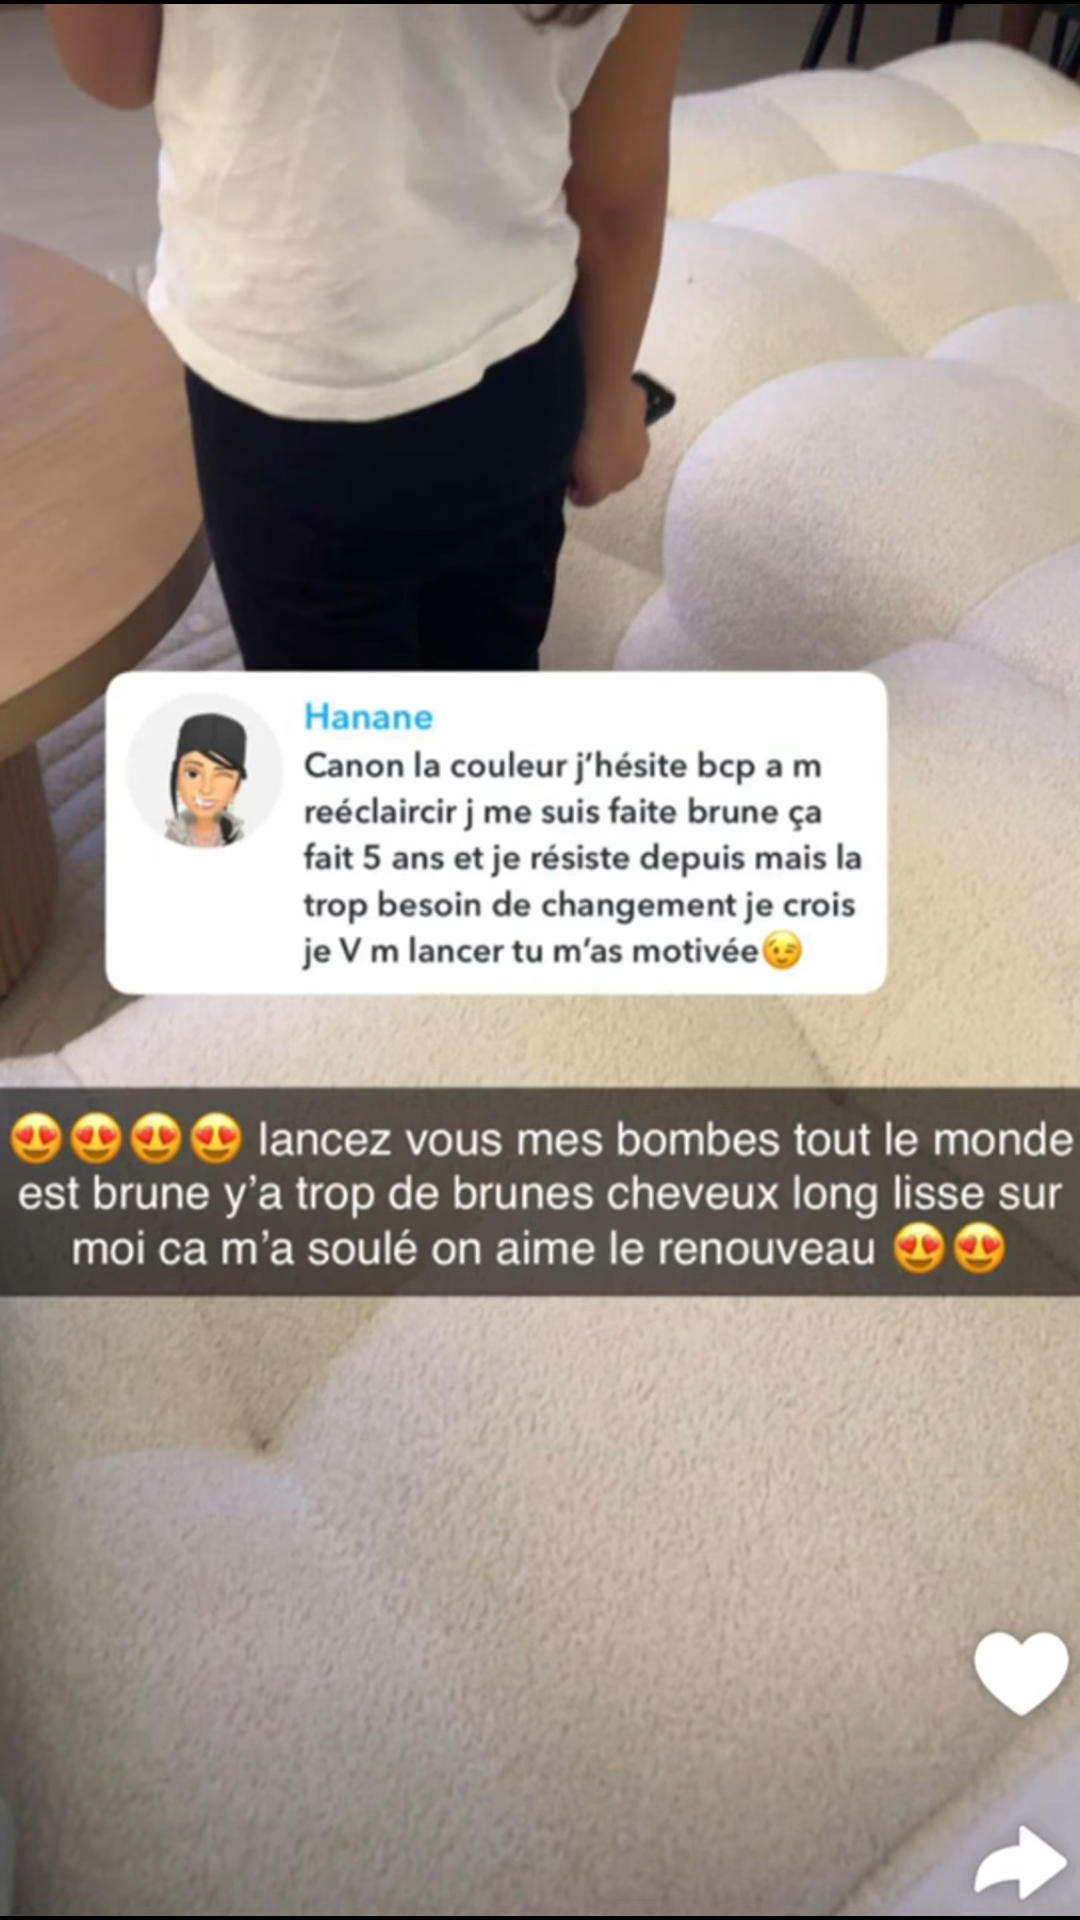 Hanane
Canon la couleur j’hésite bcp a m
reéclaircir j me suis faite brune ça
fait 5 ans et je résiste depuis mais la
trop besoin de changement je crois
je V m lancer tu m’as motivée😉
😍😍😍😍 lancez vous mes bombes tout le monde
est brune y’a trop de brunes cheveux long lisse sur
moi ca m’a soulé on aime le renouveau 😍😍